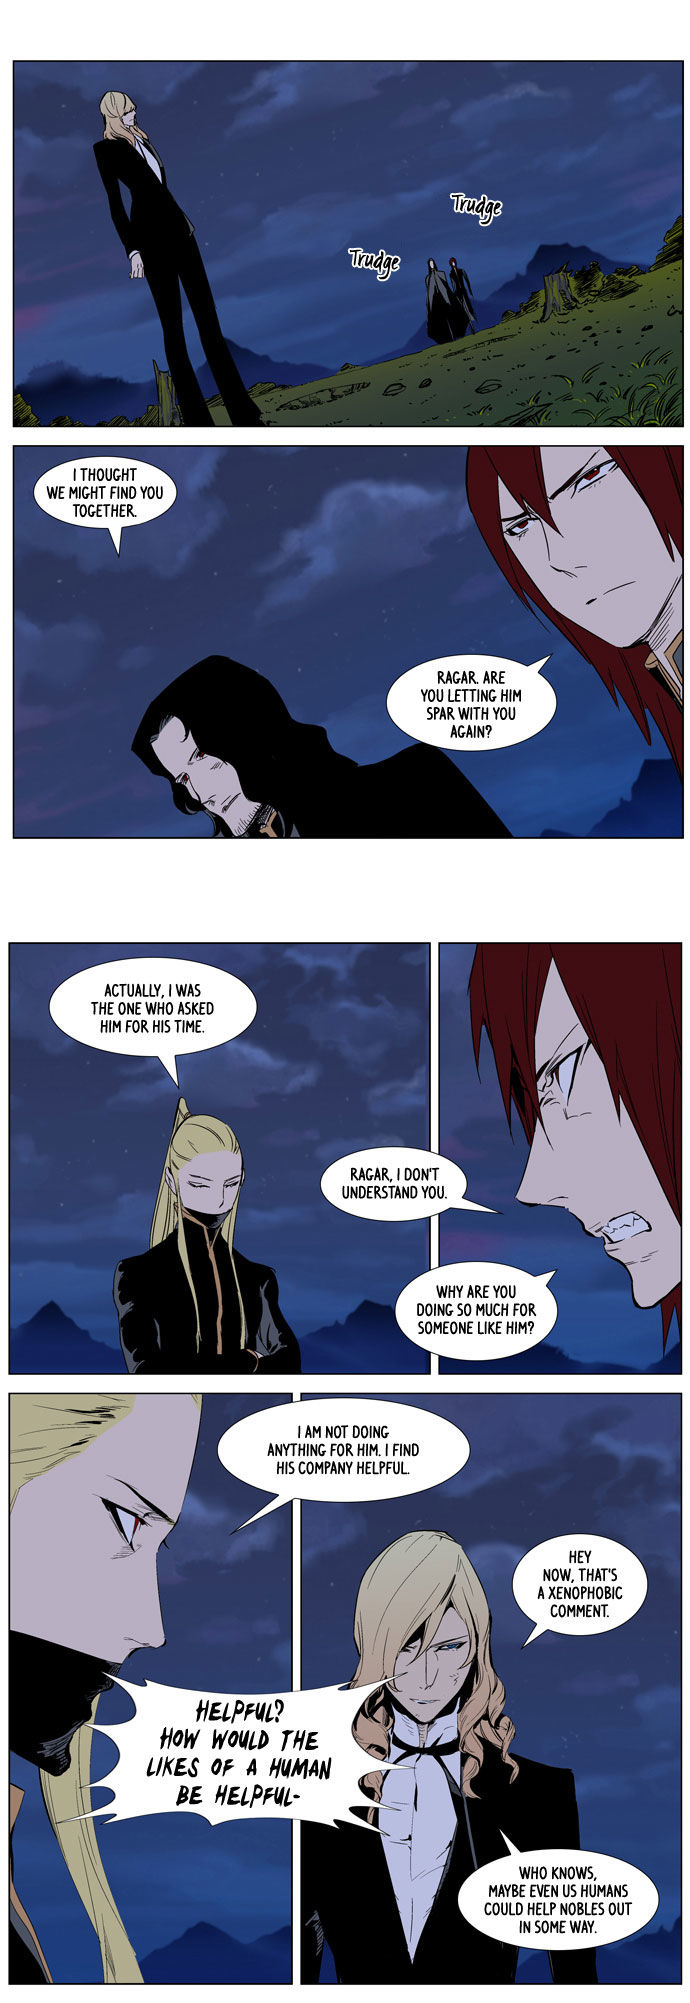 Trudge
Trudge
I THOUGHT
WE MIGHT FIND YOU
TOGETHER.
RAGAR. ARE
YOU LETTING HIM
SPAR WITH YOU
AGAIN?
ACTUALLY, I WAS
THE ONE WHO ASKED
HIM FOR HIS TIME.
RAGAR, I DON'T
UNDERSTAND YOU.
WHY ARE YOU
DOING SO MUCH FOR
SOMEONE LIKE HIM?
I AM NOT DOING
ANYTHING FOR HIM. I FIND
HIS COMPANY HELPFUL.
HELPFUL?
HOW WOULD THE
LIKES OF A HUMAN
BE HELPFUL-
HEY
NOW, THAT'S
A XENOPHOBIC
COMMENT.
WHO KNOWS,
MAYBE EVEN US HUMANS
COULD HELP NOBLES OUT
IN SOME WAY.